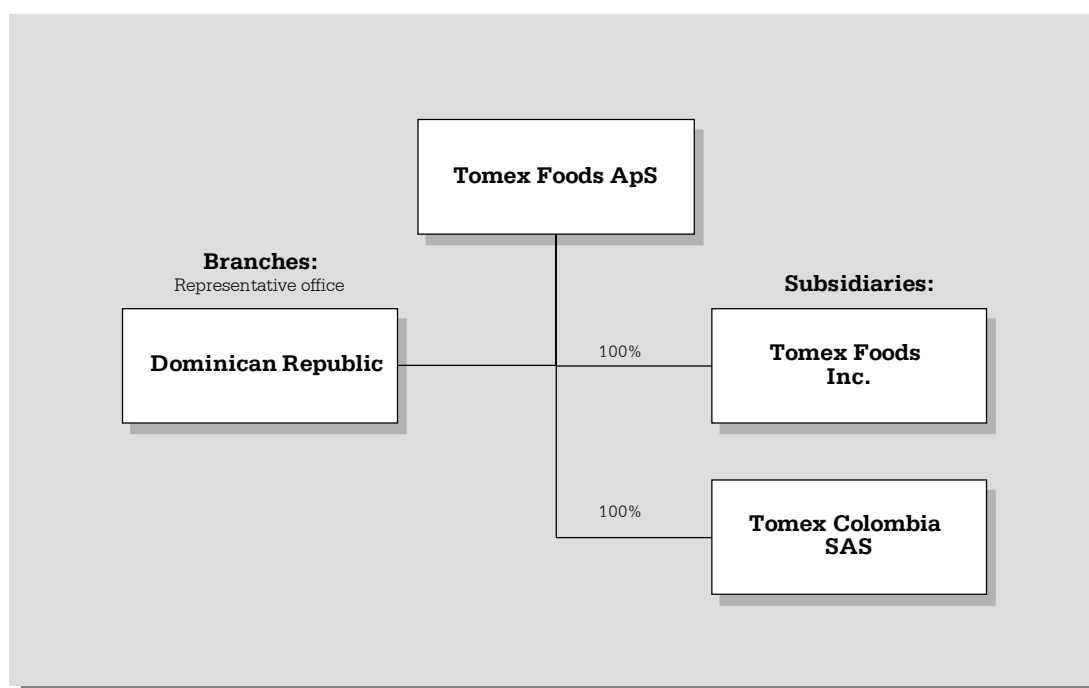 Tomex Foods ApS
Branches:
Representative office
Dominican Republic
Subsidiaries:
100%
Tomex Foods
Inc.
100%
Tomex Colombia
SAS